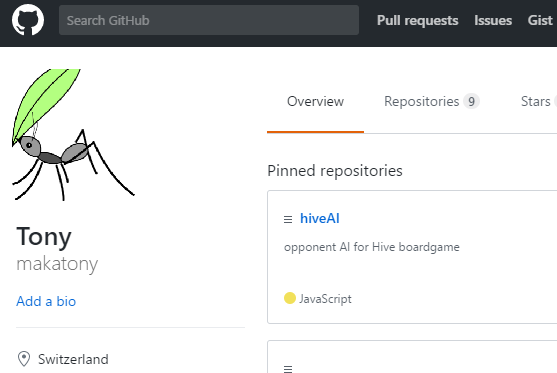 Search GitHub
Pull requests Issues Gist
Overview Repositories 9 Stars
Pinned repositories
hiveAI
opponent AI for Hive boardgame
JavaScript
Tony
makatony
Add a bio
Switzerland